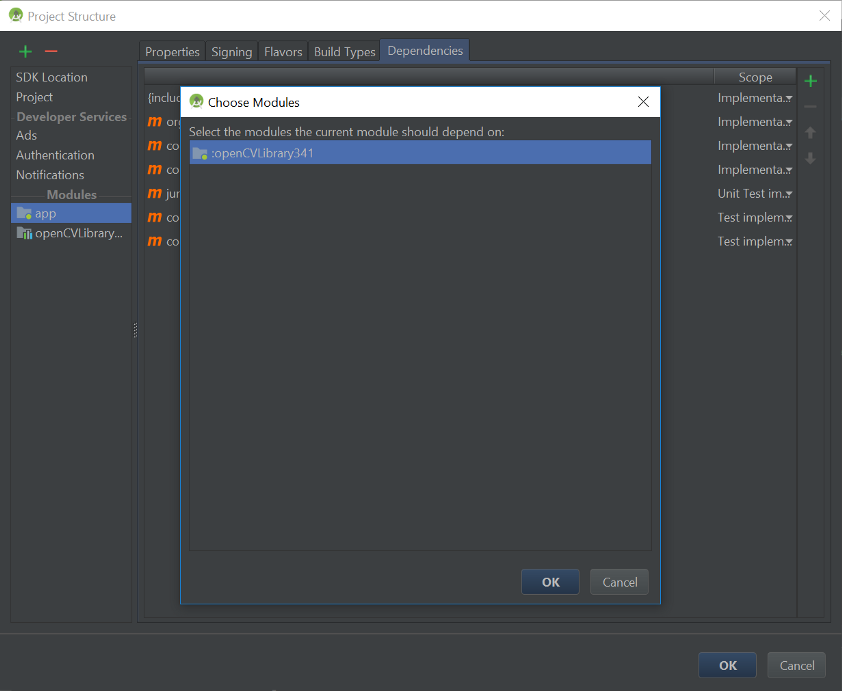 Project Structure
Properties Signing Flavors Build Types Dependencies
SDK Location
Project
Developer Services
Ads
Authentication
Notifications
Modules
app
openCVLibrary...
Scope
{includ
Implementa..
m org
Implementa..
m co
Implementa..
m co
Implementa..
m jun
Unit Test im..
m co
Test implem..
m co
Test implem..
Choose Modules
Select the modules the current module should depend on:
:openCVLibrary341
OK Cancel
OK Cancel